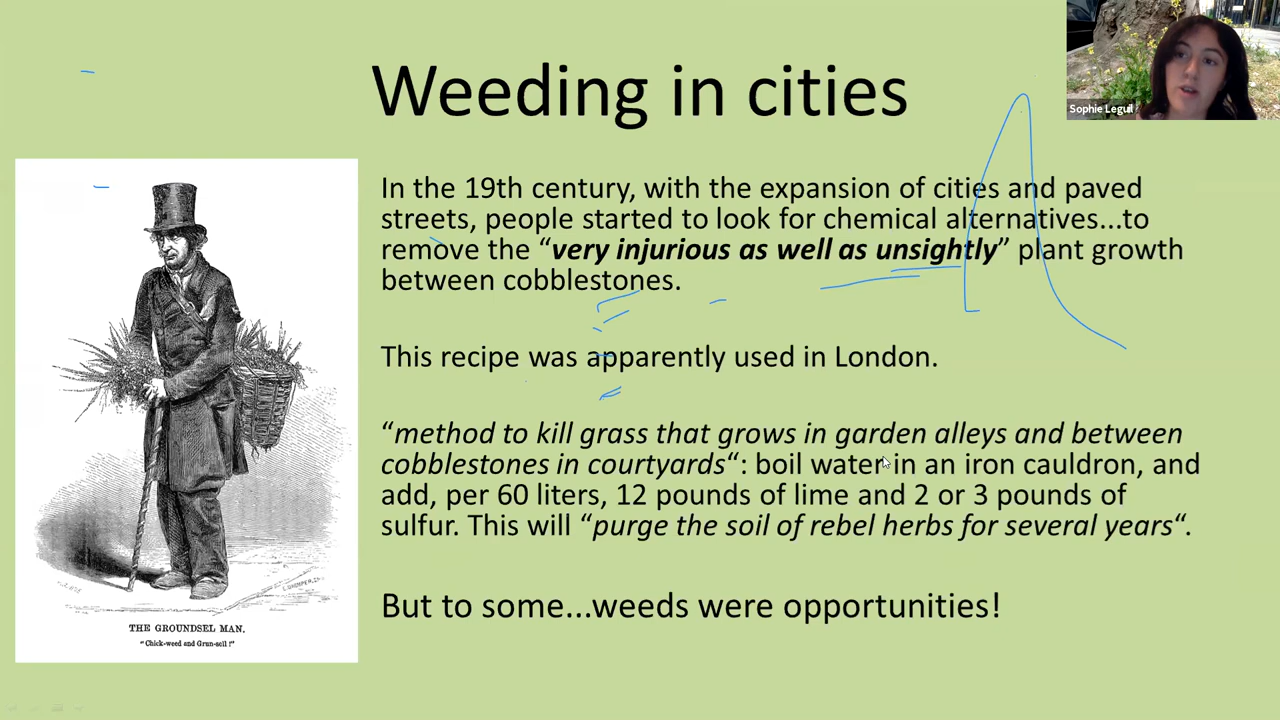 Weeding in cities
Sophie Leguil
In the 19th century, with the expansion of cities and paved
streets, people started to look for chemical alternatives...to
remove the “very injurious as well as unsightly” plant growth
between cobblestones.
This recipe was apparently used in London.
“method to kill grass that grows in garden alleys and between
cobblestones in courtyards“: boil water in an iron cauldron, and
add, per 60 liters, 12 pounds of lime and 2 or 3 pounds of
sulfur. This will “purge the soil of rebel herbs for several years“.
But to some...weeds were opportunities!
THE GROUNDSEL MAN.
"Chick-weed and Grun-scil!"